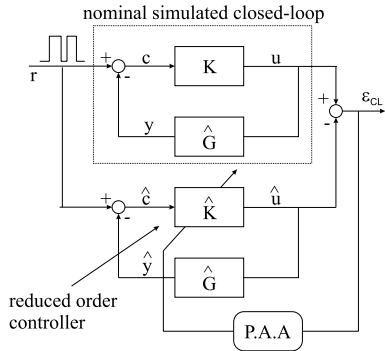 nominal simulated closed-loop
+ c K u
r - + ε_CL
y Ĝ -
+ ĉ K̂ û
-
ŷ Ĝ
reduced order
controller
P.A.A